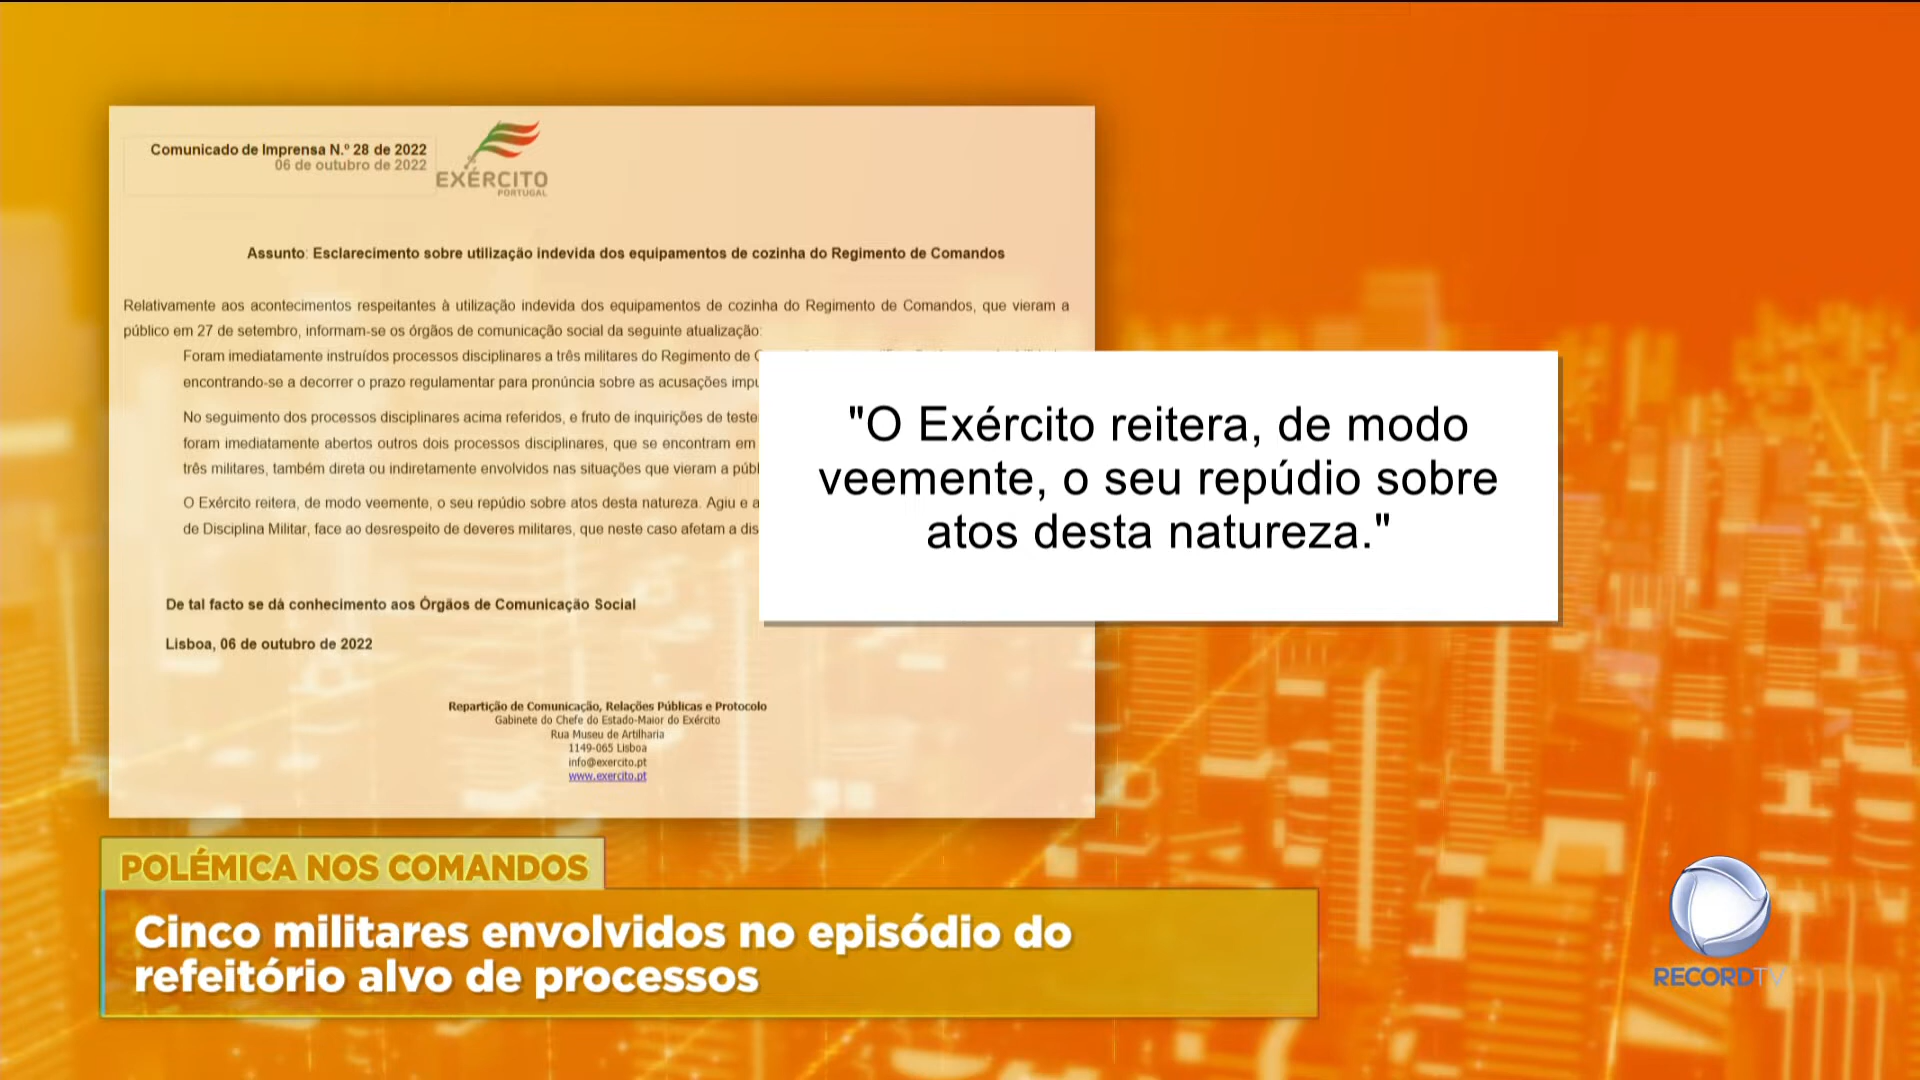 Comunicado de Imprensa N.º 28 de 2022
06 de outubro de 2022
EXÉRCITO
PORTUGAL
Assunto: Esclarecimento sobre utilização indevida dos equipamentos de cozinha do Regimento de Comandos
Relativamente aos acontecimentos respeitantes à utilização indevida dos equipamentos de cozinha do Regimento de Comandos, que vieram a
público em 27 de setembro, informam-se os órgãos de comunicação social da seguinte atualização:
Foram imediatamente instruídos processos disciplinares a três militares do Regimento de
encontrando-se a decorrer o prazo regulamentar para pronúncia sobre as acusações
No seguimento dos processos disciplinares acima referidos, e fruto de inquirições de
foram imediatamente abertos outros dois processos disciplinares, que se encontram em
três militares, também direta ou indiretamente envolvidos nas situações que vieram a
O Exército reitera, de modo veemente, o seu repúdio sobre atos desta natureza. Agiu e
de Disciplina Militar, face ao desrespeito de deveres militares, que neste caso afetam a
"O Exército reitera, de modo
veemente, o seu repúdio sobre
atos desta natureza."
De tal facto se dá conhecimento aos Órgãos de Comunicação Social
Lisboa, 06 de outubro de 2022
Repartição de Comunicação, Relações Públicas e Protocolo
Gabinete do Chefe do Estado-Maior do Exército
Rua Museu de Artilharia
1149-065 Lisboa
info@exercito.pt
www.exercito.pt
POLÉMICA NOS COMANDOS
Cinco militares envolvidos no episódio do
refeitório alvo de processos
RECORDTV